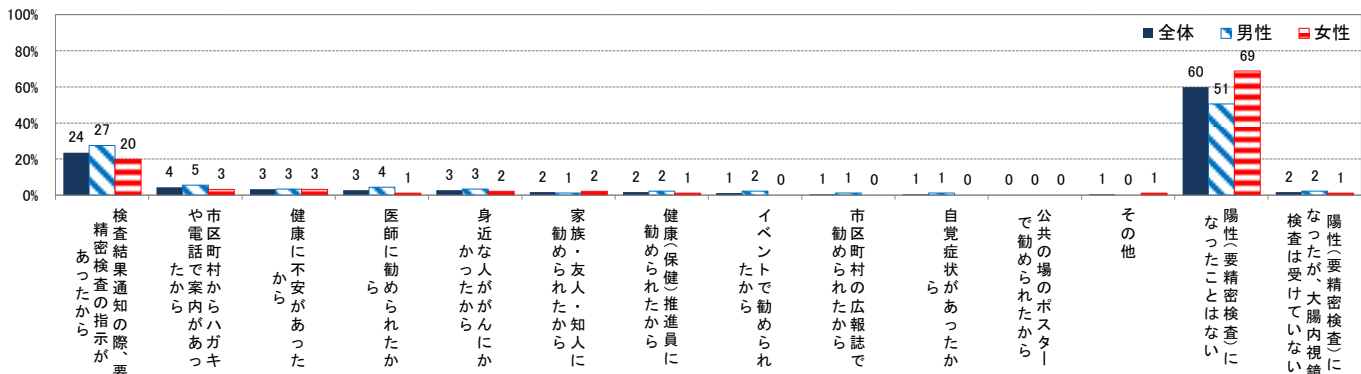 100%
80%
60%
40%
20%
0%
全体 男性 女性
24 27 20
4 5 3
3 3 3
3 4 1
3 3 2
2 1 2
2 2 1
1 2 0
1 1 0
1 1 0
0 0 0
1 0 1
60 51 69
2 2 1
検査結果通知の際、要
精密検査の指示が
あったから
市区町村からハガキ
や電話で案内があっ
たから
健康に不安があった
から
医師に勧められたか
ら
身近な人ががんにか
かったから
家族・友人・知人に
勧められたから
健康(保健)推進員に
勧められたから
イベントで勧められ
たから
市区町村の広報誌で
勧められたから
自覚症状があったか
ら
公共の場のポスター
で勧められたから
その他
陽性(要精密検査)に
なったことはない
陽性(要精密検査)に
なったが、大腸内視鏡
検査は受けていない